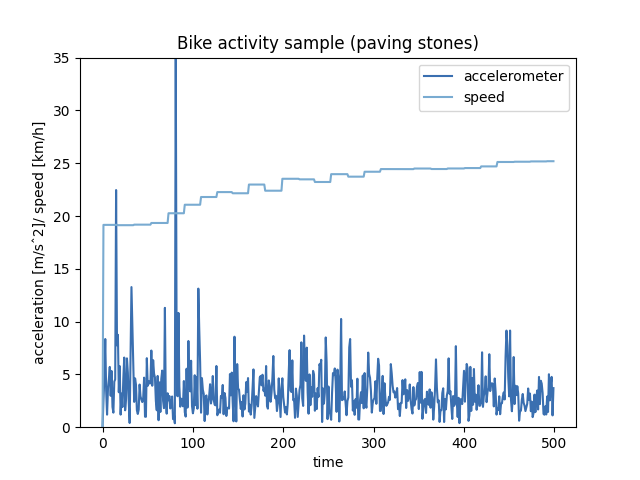 Bike activity sample (paving stones)
accelerometer
speed
35
30
25
20
15
10
5
0
acceleration [m/s^2]/ speed [km/h]
0 100 200 300 400 500
time